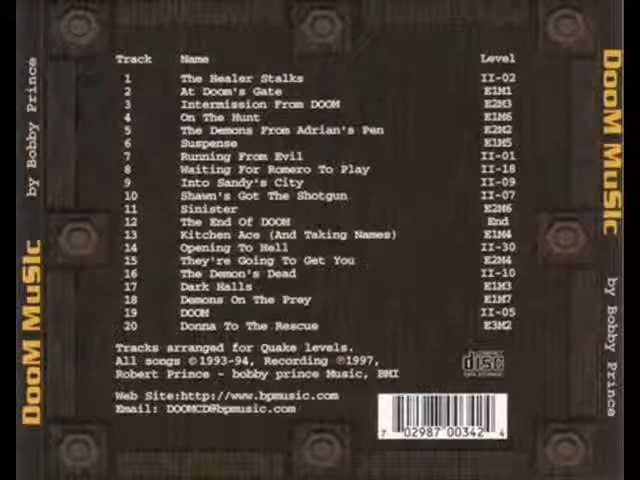 DooM MuSIc by Bobby Prince
Track Name Level
1 The Healer Stalks II-02
2 At Doom's Gate E1M1
3 Intermission From DOOM E2M3
4 On The Hunt E1M6
5 The Demons From Adrian's Pen E2M2
6 Suspense E1M5
7 Running From Evil II-01
8 Waiting For Romero To Play II-18
9 Into Sandy's City II-09
10 Shawn's Got The Shotgun II-07
11 Sinister E2M6
12 The End Of DOOM End
13 Kitchen Ace (And Taking Names) E1M4
14 Opening To Hell II-30
15 They're Going To Get You E2M4
16 The Demon's Dead II-10
17 Dark Halls E1M3
18 Demons On The Prey E1M7
19 DOOM II-05
20 Donna To The Rescue E3M2
Tracks arranged for Quake levels.
All songs ©1993-94, Recording ℗1997,
Robert Prince - bobby prince Music, BMI
Web Site:http://www.bpmusic.com
Email: DOOMCD@bpmusic.com
COMPACT
disc
7 02987 00342 4
DooM MuSIc by Bobby Prince